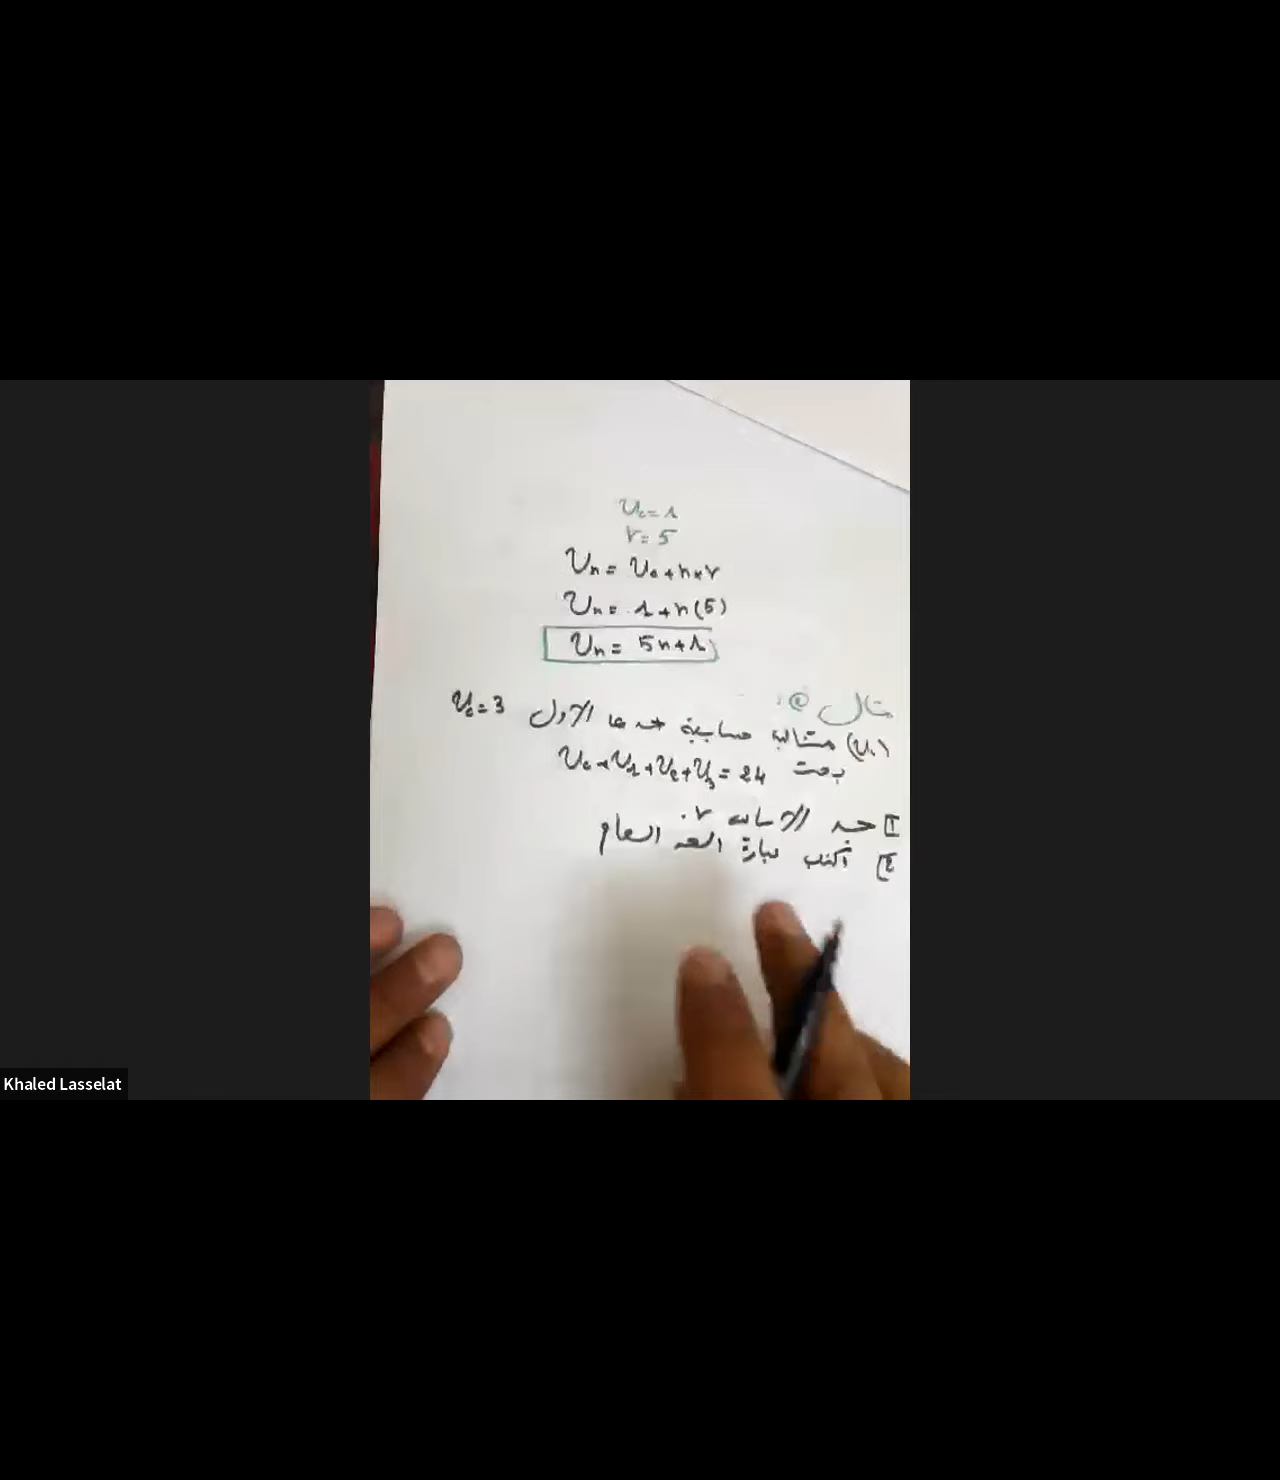 U₀ = 1
r = 5
Uₙ = U₀ + n × r
Uₙ = 1 + n(5)
Uₙ = 5n + 1
مثال ②:
(Uₙ) متتالية حسابية حدها الأول U₀ = 3
بحيث U₀ + U₁ + U₂ + U₃ = 24
1] جد الأساس r.
2] اكتب عبارة الحد العام
Khaled Lasselat